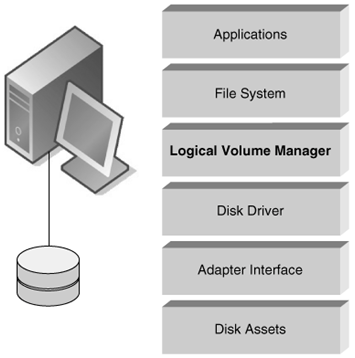 Applications
File System
Logical Volume Manager
Disk Driver
Adapter Interface
Disk Assets